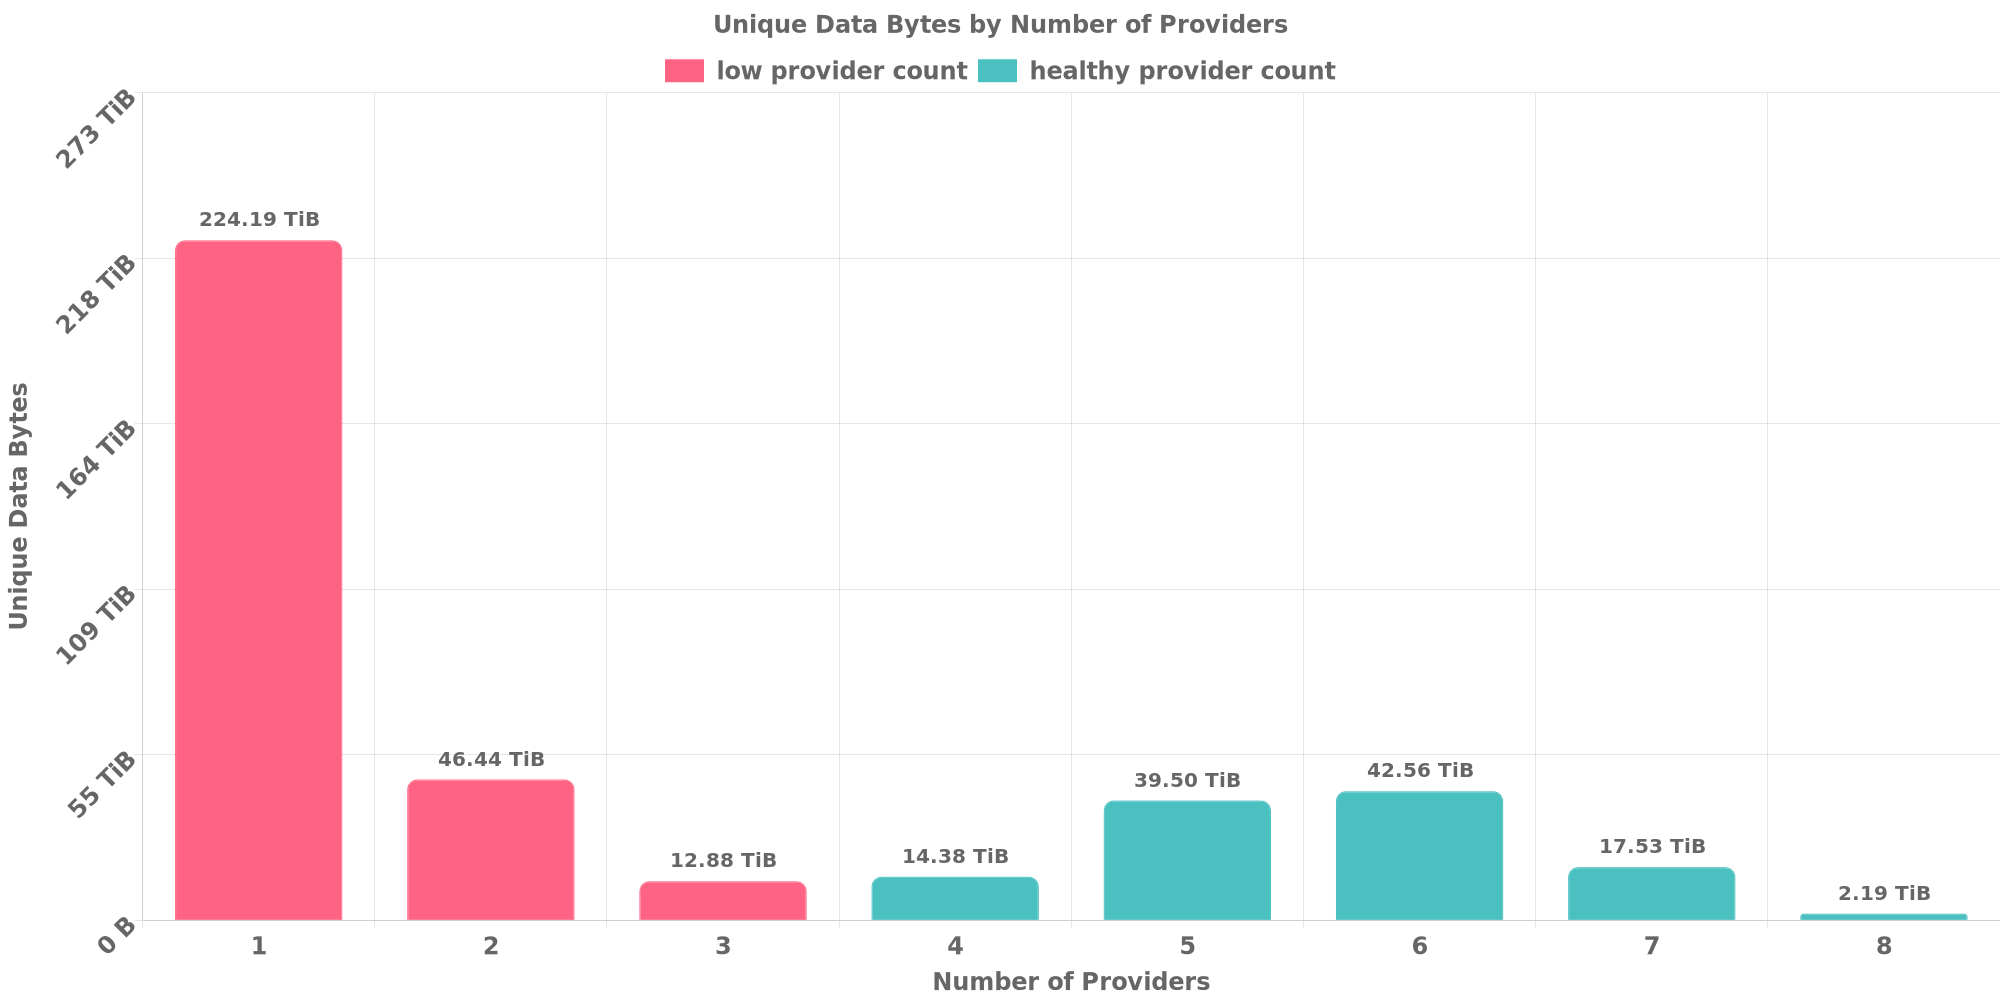 Unique Data Bytes by Number of Providers
low provider count healthy provider count
273 TiB
218 TiB
164 TiB
109 TiB
55 TiB
0 B
Unique Data Bytes
224.19 TiB
46.44 TiB
12.88 TiB
14.38 TiB
39.50 TiB
42.56 TiB
17.53 TiB
2.19 TiB
1 2 3 4 5 6 7 8
Number of Providers